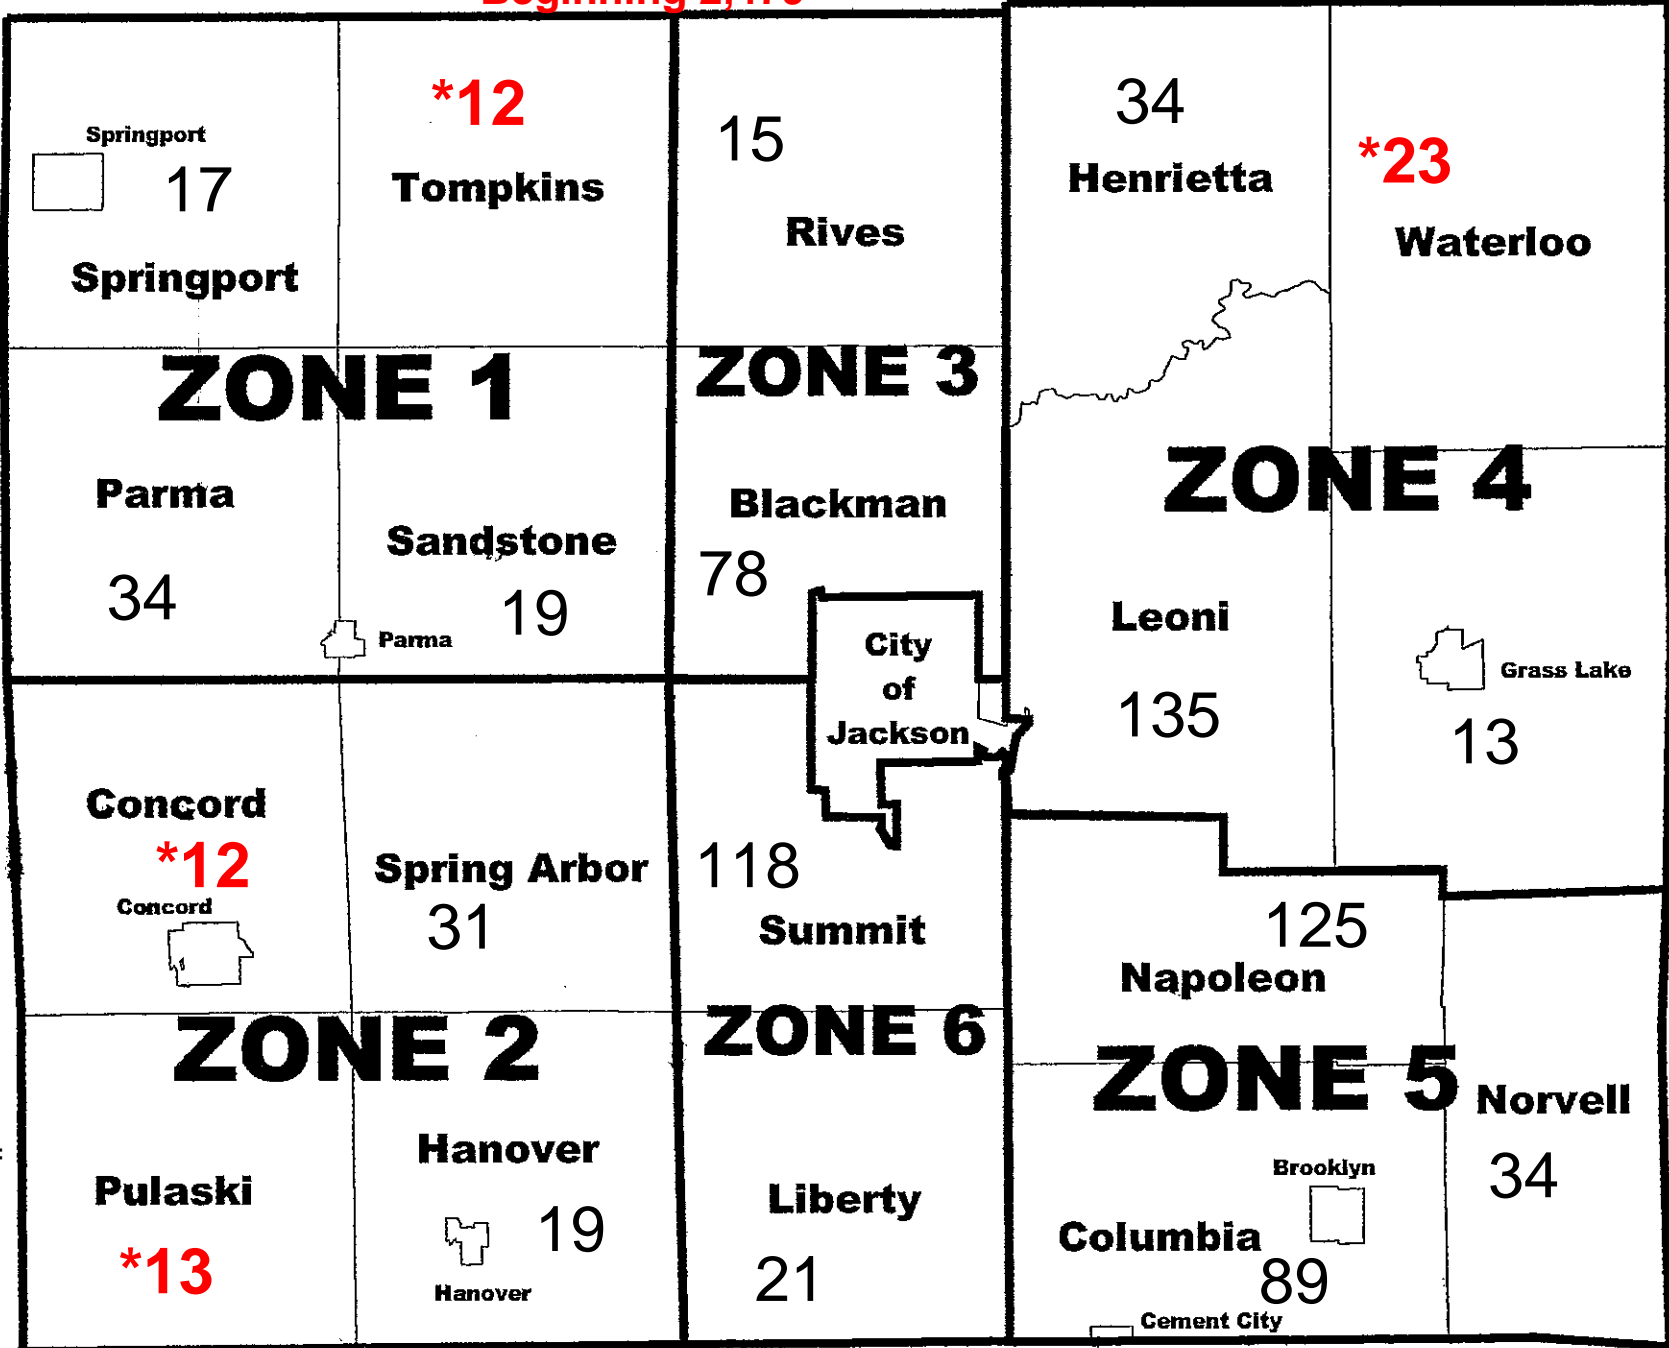 Springport
17
Springport
*12
Tompkins
15
Rives
34
Henrietta
*23
Waterloo
ZONE 1
ZONE 3
ZONE 4
Parma
34
Sandstone
19
Parma
Blackman
78
City
of
Jackson
Leoni
135
Grass Lake
13
Concord
*12
Concord
Spring Arbor
31
118
Summit
125
Napoleon
ZONE 2
ZONE 6
ZONE 5
Norvell
34
Pulaski
*13
Hanover
19
Hanover
Liberty
21
Brooklyn
Columbia
89
Cement City